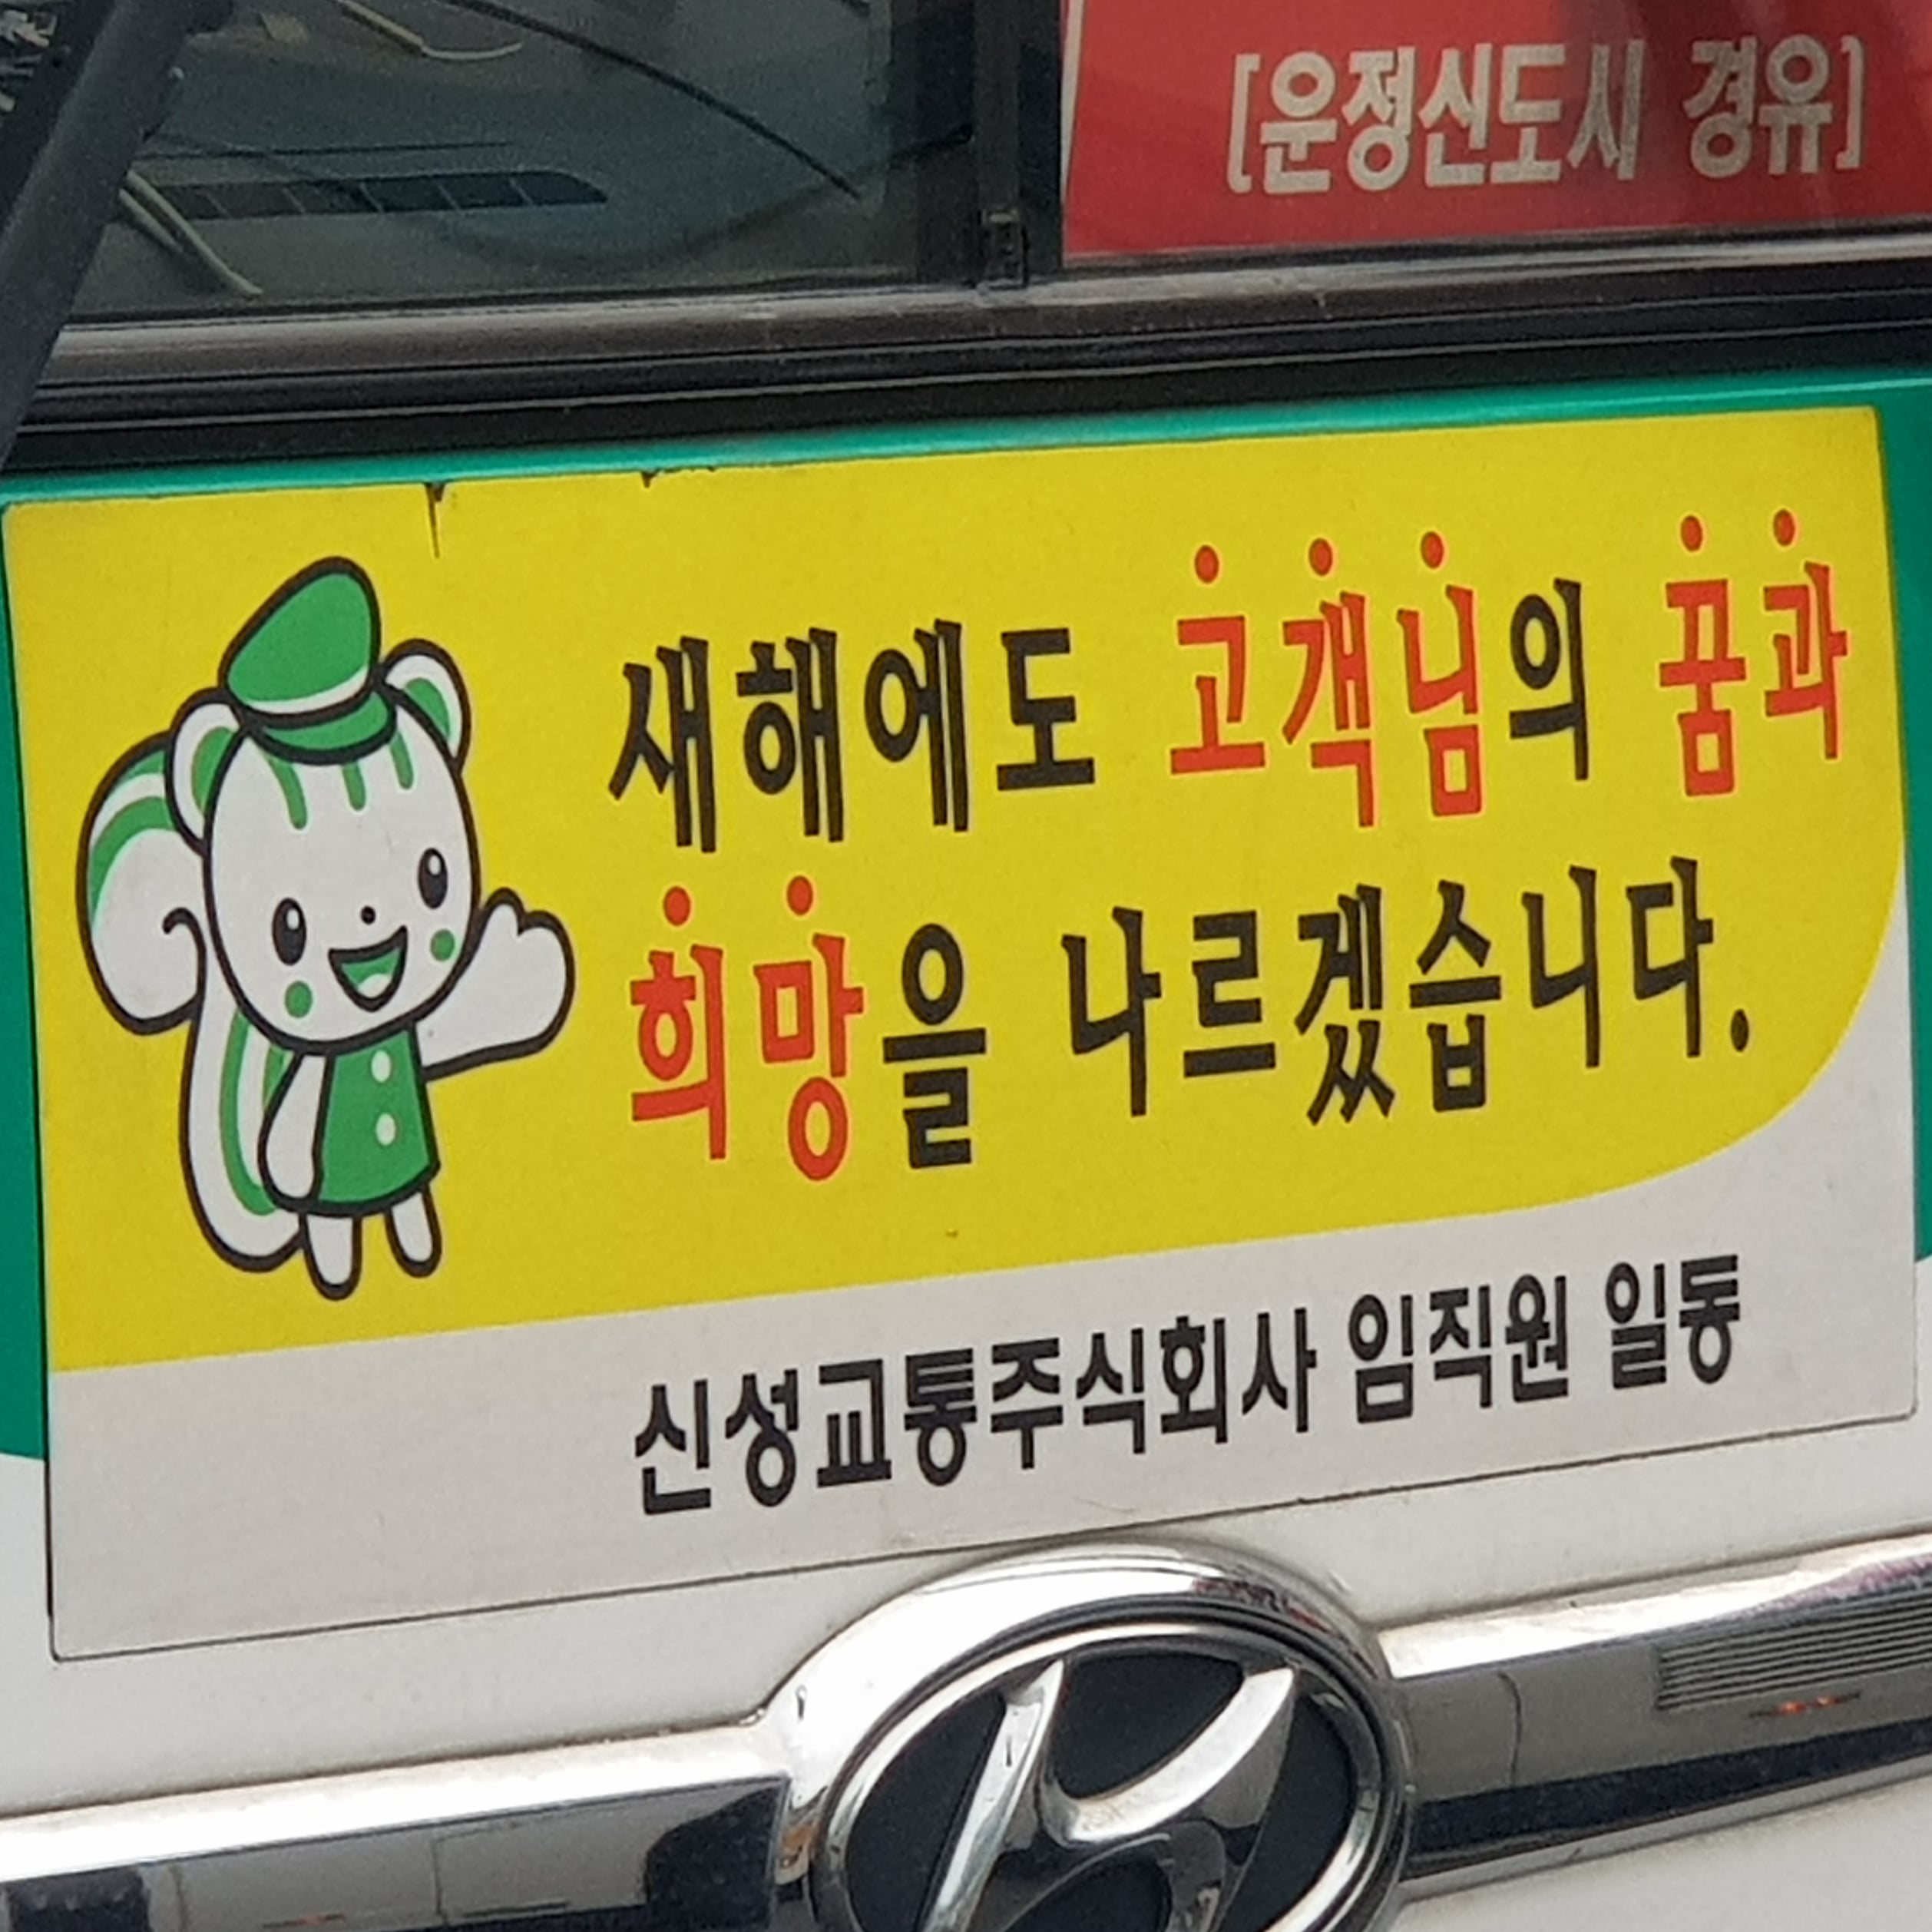 [운정신도시 경유]
새해에도 고객님의 꿈과
희망을 나르겠습니다.
신성교통주식회사 임직원 일동